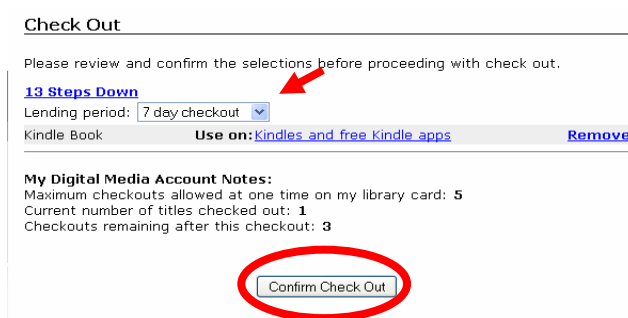 Check Out
Please review and confirm the selections before proceeding with check out.
13 Steps Down
Lending period: 7 day checkout
Kindle Book Use on: Kindles and free Kindle apps Remove
My Digital Media Account Notes:
Maximum checkouts allowed at one time on my library card: 5
Current number of titles checked out: 1
Checkouts remaining after this checkout: 3
Confirm Check Out